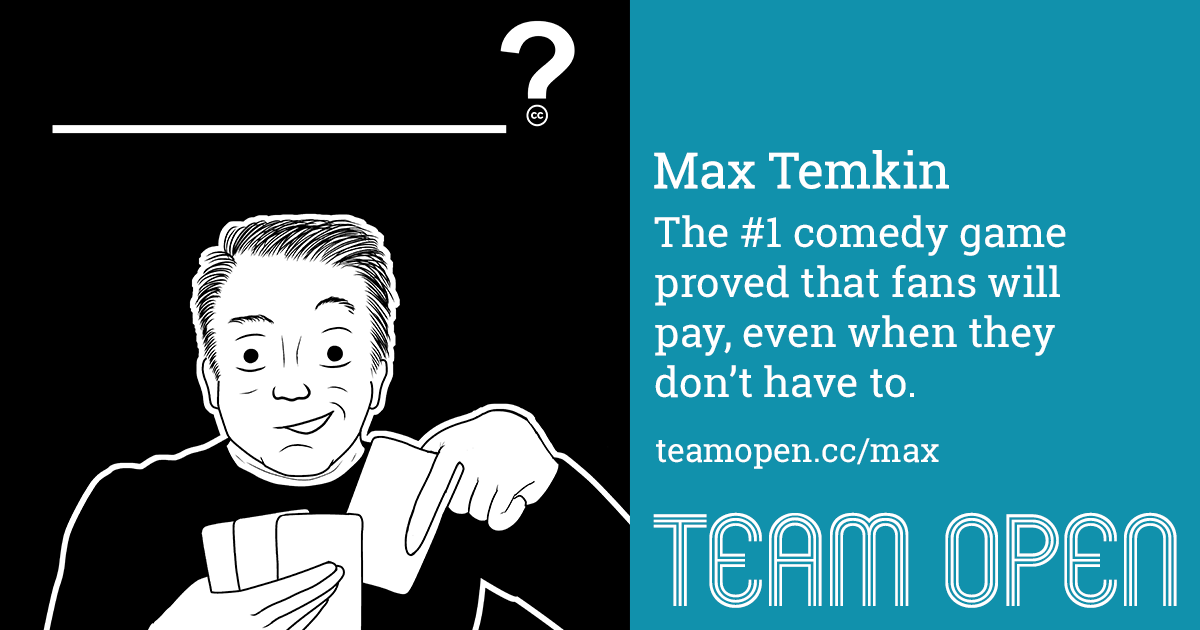 ____________?
cc
Max Temkin
The #1 comedy game
proved that fans will
pay, even when they
don’t have to.
teamopen.cc/max
TEAM OPEN